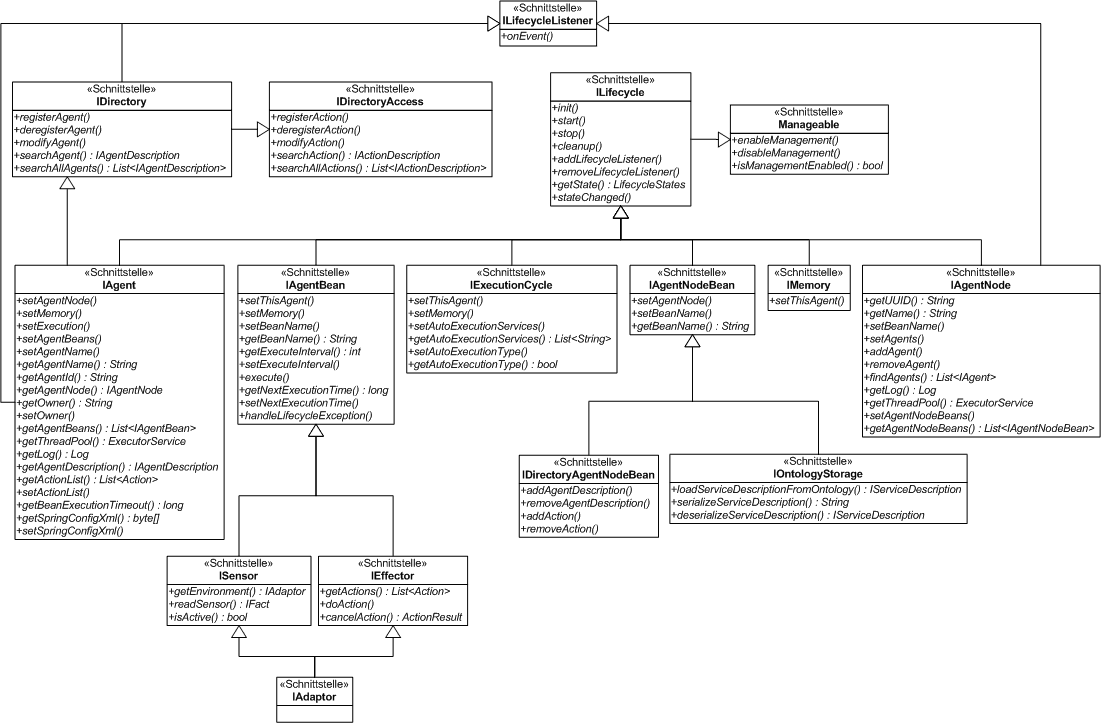 «Schnittstelle»
ILifecycleListener
+onEvent()
«Schnittstelle»
IDirectory
+registerAgent()
+deregisterAgent()
+modifyAgent()
+searchAgent() : IAgentDescription
+searchAllAgents() : List<IAgentDescription>
«Schnittstelle»
IDirectoryAccess
+registerAction()
+deregisterAction()
+modifyAction()
+searchAction() : IActionDescription
+searchAllActions() : List<IActionDescription>
«Schnittstelle»
ILifecycle
+init()
+start()
+stop()
+cleanup()
+addLifecycleListener()
+removeLifecycleListener()
+getState() : LifecycleStates
+stateChanged()
«Schnittstelle»
Manageable
+enableManagement()
+disableManagement()
+isManagementEnabled() : bool
«Schnittstelle»
IAgent
+setAgentNode()
+setMemory()
+setExecution()
+setAgentBeans()
+setAgentName()
+getAgentName() : String
+getAgentId() : String
+getAgentNode() : IAgentNode
+getOwner() : String
+setOwner()
+getAgentBeans() : List<IAgentBean>
+getThreadPool() : ExecutorService
+getLog() : Log
+getAgentDescription() : IAgentDescription
+getActionList() : List<Action>
+setActionList()
+getBeanExecutionTimeout() : long
+getSpringConfigXml() : byte[]
+setSpringConfigXml()
«Schnittstelle»
IAgentBean
+setThisAgent()
+setMemory()
+setBeanName()
+getBeanName() : String
+getExecuteInterval() : int
+setExecuteInterval()
+execute()
+getNextExecutionTime() : long
+setNextExecutionTime()
+handleLifecycleException()
«Schnittstelle»
IExecutionCycle
+setThisAgent()
+setMemory()
+setAutoExecutionServices()
+getAutoExecutionServices() : List<String>
+setAutoExecutionType()
+getAutoExecutionType() : bool
«Schnittstelle»
IAgentNodeBean
+setAgentNode()
+setBeanName()
+getBeanName() : String
«Schnittstelle»
IMemory
+setThisAgent()
«Schnittstelle»
IAgentNode
+getUUID() : String
+getName() : String
+setBeanName()
+setAgents()
+addAgent()
+removeAgent()
+findAgents() : List<IAgent>
+getLog() : Log
+getThreadPool() : ExecutorService
+setAgentNodeBeans()
+getAgentNodeBeans() : List<IAgentNodeBean>
«Schnittstelle»
IDirectoryAgentNodeBean
+addAgentDescription()
+removeAgentDescription()
+addAction()
+removeAction()
«Schnittstelle»
IOntologyStorage
+loadServiceDescriptionFromOntology() : IServiceDescription
+serializeServiceDescription() : String
+deserializeServiceDescription() : IServiceDescription
«Schnittstelle»
ISensor
+getEnvironment() : IAdaptor
+readSensor() : IFact
+isActive() : bool
«Schnittstelle»
IEffector
+getActions() : List<Action>
+doAction()
+cancelAction() : ActionResult
«Schnittstelle»
IAdaptor